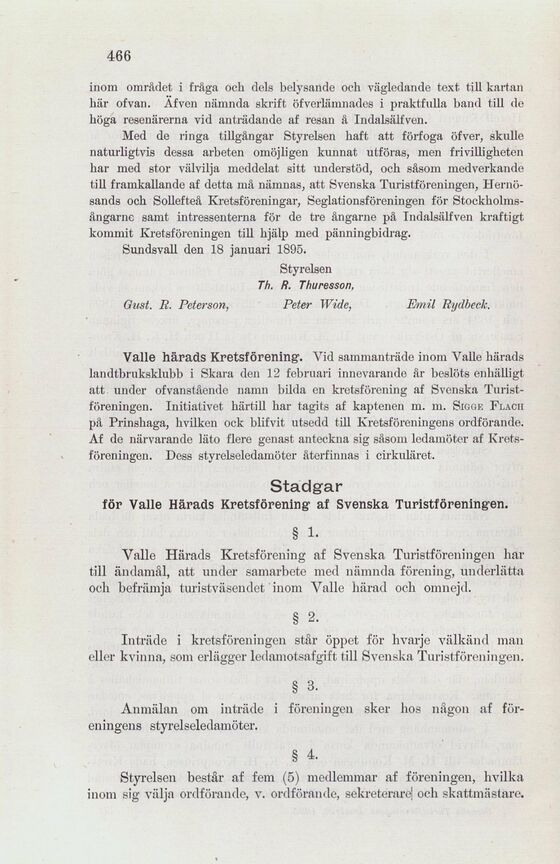 466
inom området i fråga och dels belysande och vägledande text till kartan
här ofvan. Äfven nämnda skrift öfverlämnades i praktfulla band till de
höga resenärerna vid anträdande af resan å Indalsälfven.
Med de ringa tillgångar Styrelsen haft att förfoga öfver, skulle
naturligtvis dessa arbeten omöjligen kunnat utföras, men frivilligheten
har med stor välvilja meddelat sitt understöd, och såsom medverkande
till framkallande af detta må nämnas, att Svenska Turistföreningen, Hernö-
sands och Sollefteå Kretsföreningar, Seglationsföreningen för Stockholms-
ångarne samt intressenterna för de tre ångarne på Indalsälfven kraftigt
kommit Kretsföreningen till hjälp med pänningbidrag.
Sundsvall den 18 januari 1895.
Styrelsen
Th. R. Thuresson,
Gust. R. Peterson, Peter Wide, Emil Rydbeck.
Valle härads Kretsförening. Vid sammanträde inom Valle härads
landtbruksklubb i Skara den 12 februari innevarande år beslöts enhälligt
att under ofvanstående namn bilda en kretsförening af Svenska Turist-
föreningen. Initiativet härtill har tagits af kaptenen m. m. Sigge Flach
på Prinshaga, hvilken ock blifvit utsedd till Kretsföreningens ordförande.
Af de närvarande läto flere genast anteckna sig såsom ledamöter af Krets-
föreningen. Dess styrelseledamöter återfinnas i cirkuläret.
Stadgar
för Valle Härads Kretsförening af Svenska Turistföreningen.
§ 1.
Valle Härads Kretsförening af Svenska Turistföreningen har
till ändamål, att under samarbete med nämnda förening, underlätta
och befrämja turistväsendet inom Valle härad och omnejd.
§ 2.
Inträde i kretsföreningen står öppet för hvarje välkänd man
eller kvinna, som erlägger ledamotsafgift till Svenska Turistföreningen.
§ 3.
Anmälan om inträde i föreningen sker hos någon af för-
eningens styrelseledamöter.
§ 4.
Styrelsen består af fem (5) medlemmar af föreningen, hvilka
inom sig välja ordförande, v. ordförande, sekreterare och skattmästare.